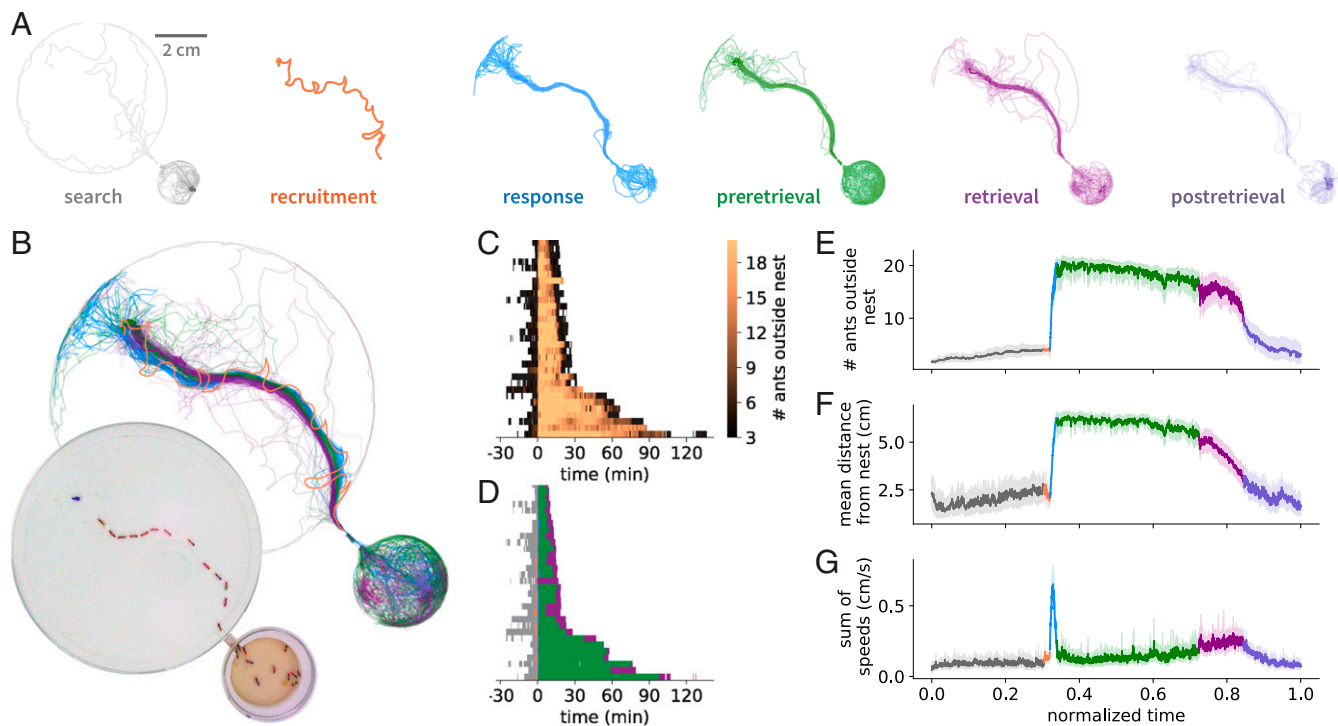 A
2 cm
search
recruitment
response
preretrieval
retrieval
postretrieval
B
C
# ants outside nest
18
15
12
9
6
3
-30 0 30 60 90 120
time (min)
D
-30 0 30 60 90 120
time (min)
E
# ants outside
nest
20
10
F
mean distance
from nest (cm)
5.0
2.5
G
sum of
speeds (cm/s)
0.5
0.0
0.0 0.2 0.4 0.6 0.8 1.0
normalized time